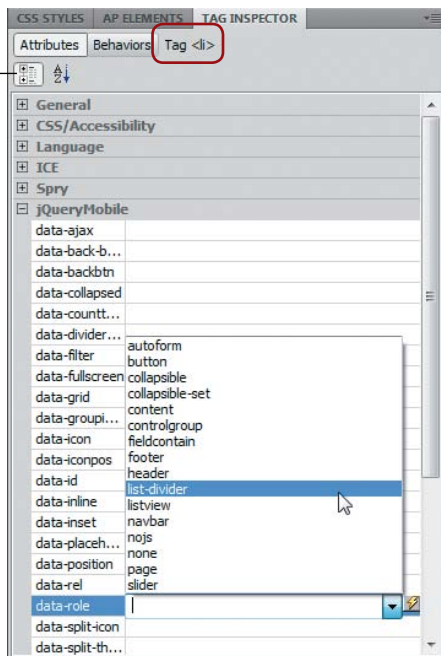 CSS STYLES AP ELEMENTS TAG INSPECTOR
Attributes Behaviors Tag <li>
A Z
General
CSS/Accessibility
Language
ICE
Spry
jQueryMobile
data-ajax
data-back-b...
data-backbtn
data-collapsed
data-countt...
data-divider...
data-filter
data-fullscreen
data-grid
data-groupi...
data-icon
data-iconpos
data-id
data-inline
data-inset
data-placeh...
data-position
data-rel
data-role
data-split-icon
data-split-th...
autoform
button
collapsible
collapsible-set
content
controlgroup
fieldcontain
footer
header
list-divider
listview
navbar
nojs
none
page
slider